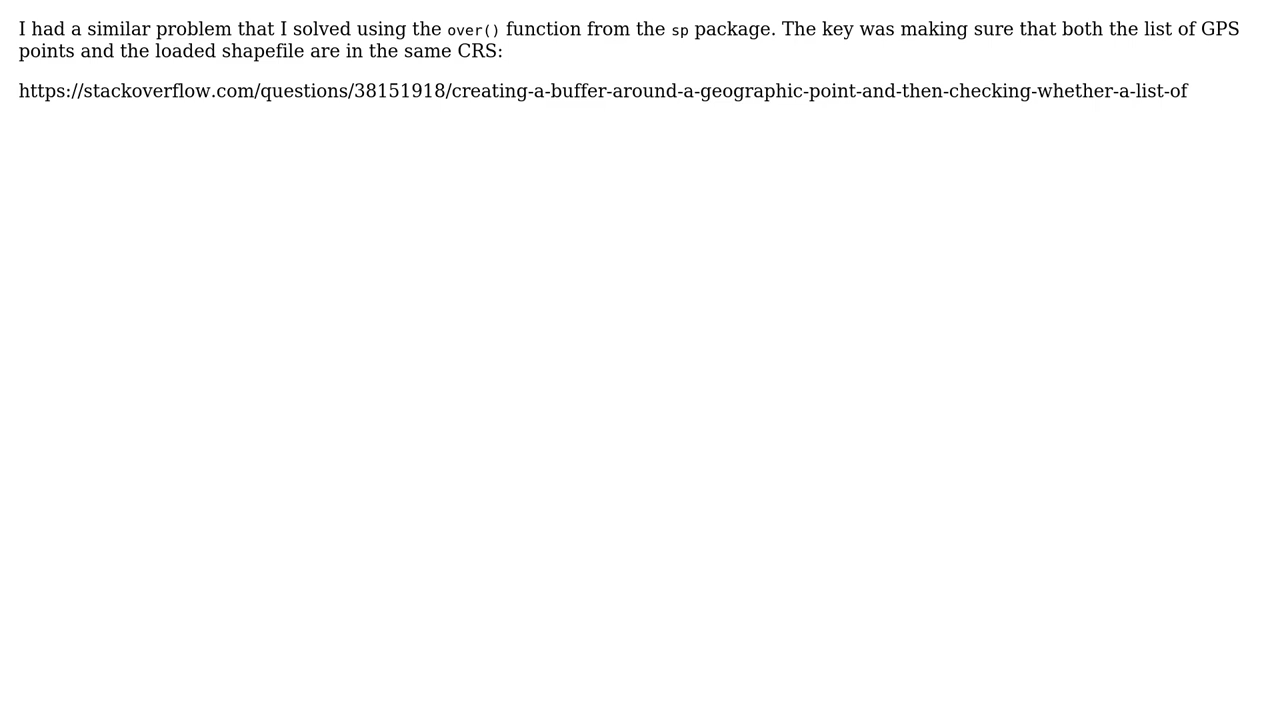 I had a similar problem that I solved using the over() function from the sp package. The key was making sure that both the list of GPS
points and the loaded shapefile are in the same CRS:
https://stackoverflow.com/questions/38151918/creating-a-buffer-around-a-geographic-point-and-then-checking-whether-a-list-of